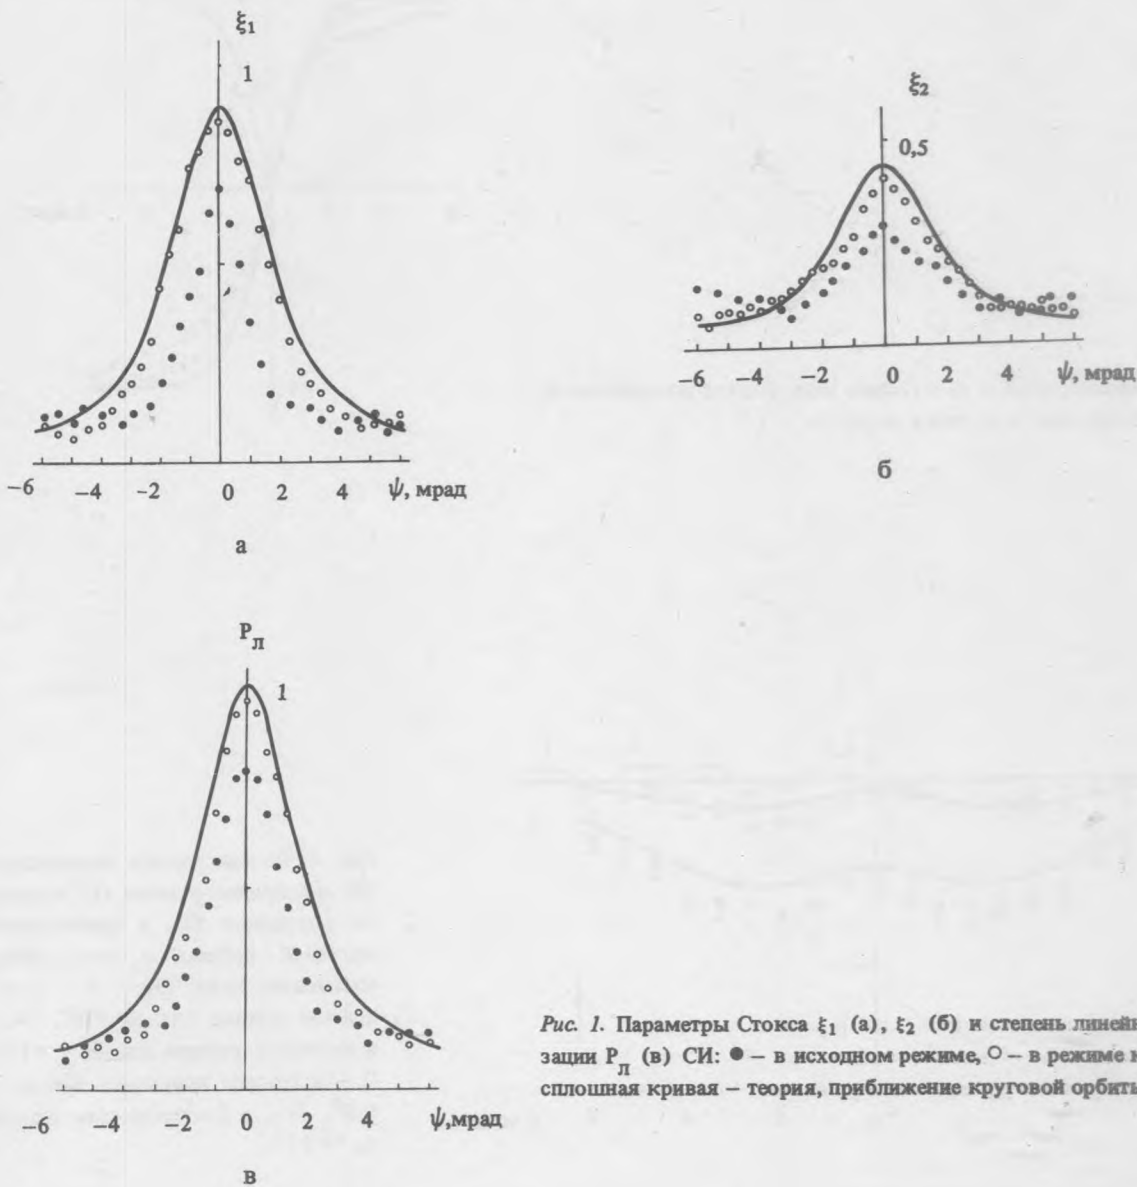 ξ₁
1
−6 −4 −2 0 2 4 ψ, мрад
а
ξ₂
0,5
−6 −4 −2 0 2 4 ψ, мрад
б
Pл
1
−6 −4 −2 0 2 4 ψ,мрад
в
Рис. 1. Параметры Стокса ξ₁ (а), ξ₂ (б) и степень линейн
зации Pл (в) СИ: ● — в исходном режиме, ○ — в режиме
сплошная кривая — теория, приближение круговой орбиты